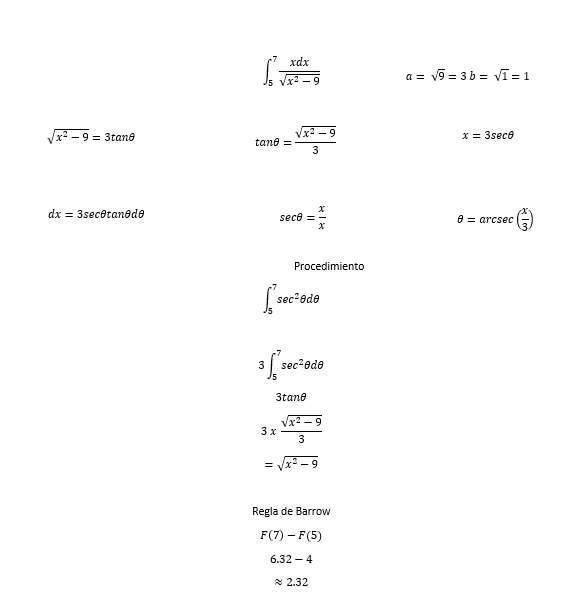 ∫₅⁷ xdx/√(x² − 9)    a = √9 = 3 b = √1 = 1
√(x² − 9) = 3tanθ    tanθ = √(x² − 9)/3    x = 3secθ
dx = 3secθtanθdθ    secθ = x/x    θ = arcsec (x/3)
Procedimiento
∫₅⁷ sec²θdθ
3 ∫₅⁷ sec²θdθ
3tanθ
3 x √(x² − 9)/3
= √(x² − 9)
Regla de Barrow
F(7) − F(5)
6.32 − 4
≈ 2.32